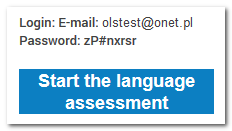 Login: E-mail: olstest@onet.pl
Password: zP#nxrsr
Start the language
assessment